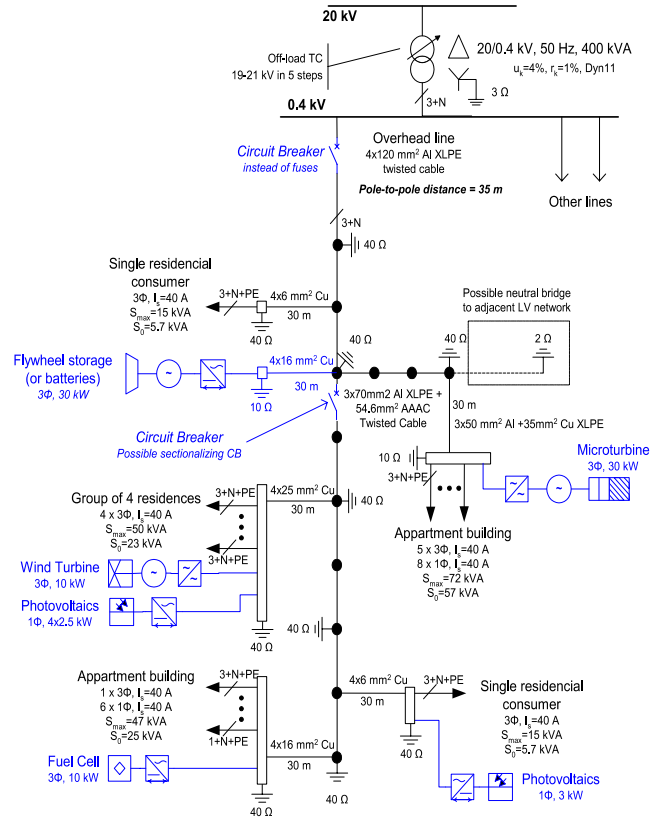 20 kV
Off-load TC
19-21 kV in 5 steps
20/0.4 kV, 50 Hz, 400 kVA
uk=4%, rk=1%, Dyn11
3+N
3 Ω
0.4 kV
Circuit Breaker
instead of fuses
Overhead line
4x120 mm² Al XLPE
twisted cable
Pole-to-pole distance = 35 m
Other lines
3+N
40 Ω
Single residencial
consumer
3Φ, Is=40 A
Smax=15 kVA
S0=5.7 kVA
3+N+PE
4x6 mm² Cu
30 m
40 Ω
Possible neutral bridge
to adjacent LV network
40 Ω
40 Ω
2 Ω
Flywheel storage
(or batteries)
3Φ, 30 kW
~
4x16 mm² Cu
30 m
10 Ω
3x70mm2 Al XLPE +
54.6mm² AAAC
Twisted Cable
30 m
3x50 mm² Al +35mm² Cu XLPE
Circuit Breaker
Possible sectionalizing CB
10 Ω
3+N+PE
~
~
~
Microturbine
3Φ, 30 kW
Appartment building
5 x 3Φ, Is=40 A
8 x 1Φ, Is=40 A
Smax=72 kVA
S0=57 kVA
Group of 4 residences
4 x 3Φ, Is=40 A
Smax=50 kVA
S0=23 kVA
3+N+PE
3+N+PE
4x25 mm² Cu
30 m
40 Ω
Wind Turbine
3Φ, 10 kW
~
~
~
Photovoltaics
1Φ, 4x2.5 kW
40 Ω
40 Ω
Appartment building
1 x 3Φ, Is=40 A
6 x 1Φ, Is=40 A
Smax=47 kVA
S0=25 kVA
3+N+PE
1+N+PE
4x16 mm² Cu
30 m
Fuel Cell
3Φ, 10 kW
40 Ω
40 Ω
4x6 mm² Cu
30 m
3+N+PE
40 Ω
Single residencial
consumer
3Φ, Is=40 A
Smax=15 kVA
S0=5.7 kVA
Photovoltaics
1Φ, 3 kW